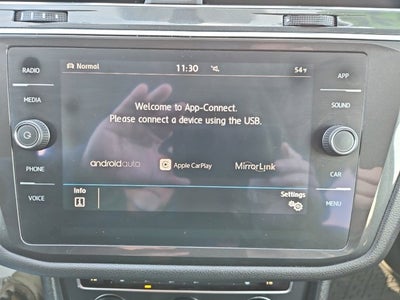 RADIO
MEDIA
PHONE
VOICE
Normal 11:30 54°F
Welcome to App-Connect.
Please connect a device using the USB.
androidauto Apple CarPlay MirrorLink
Info Settings
APP
SOUND
CAR
MENU